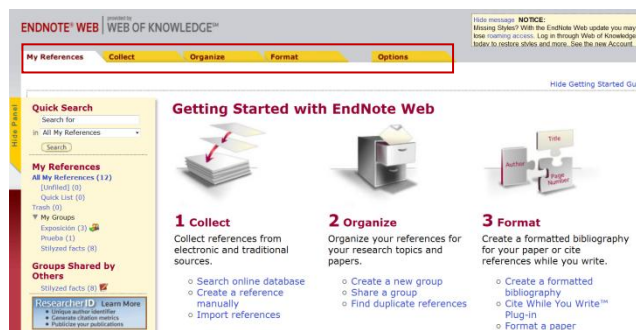 ENDNOTE® WEB
provided by
WEB OF KNOWLEDGE℠
Hide message NOTICE:
Missing Styles? With the EndNote Web update you may
lose roaming access. Log in through Web of Knowledge
today to restore styles and more. See the new Account
My References
Collect
Organize
Format
Options
Hide Getting Started Gu
Hide Panel
Quick Search
Search for
in All My References
Search
My References
All My References (12)
[Unfiled] (0)
Quick List (0)
Trash (0)
My Groups
Exposición (3)
Prueba (1)
Stilyzed facts (8)
Groups Shared by
Others
Stilyzed facts (8)
ResearcherID Learn More
• Unique author identifier
• Generate citation metrics
• Publicize your publications
Getting Started with EndNote Web
1 Collect
Collect references from
electronic and traditional
sources.
Search online database
Create a reference
manually
Import references
2 Organize
Organize your references for
your research topics and
papers.
Create a new group
Share a group
Find duplicate references
Title
Author
Page
Number
3 Format
Create a formatted bibliography
for your paper or cite
references while you write.
Create a formatted
bibliography
Cite While You Write™
Plug-in
Format a paper